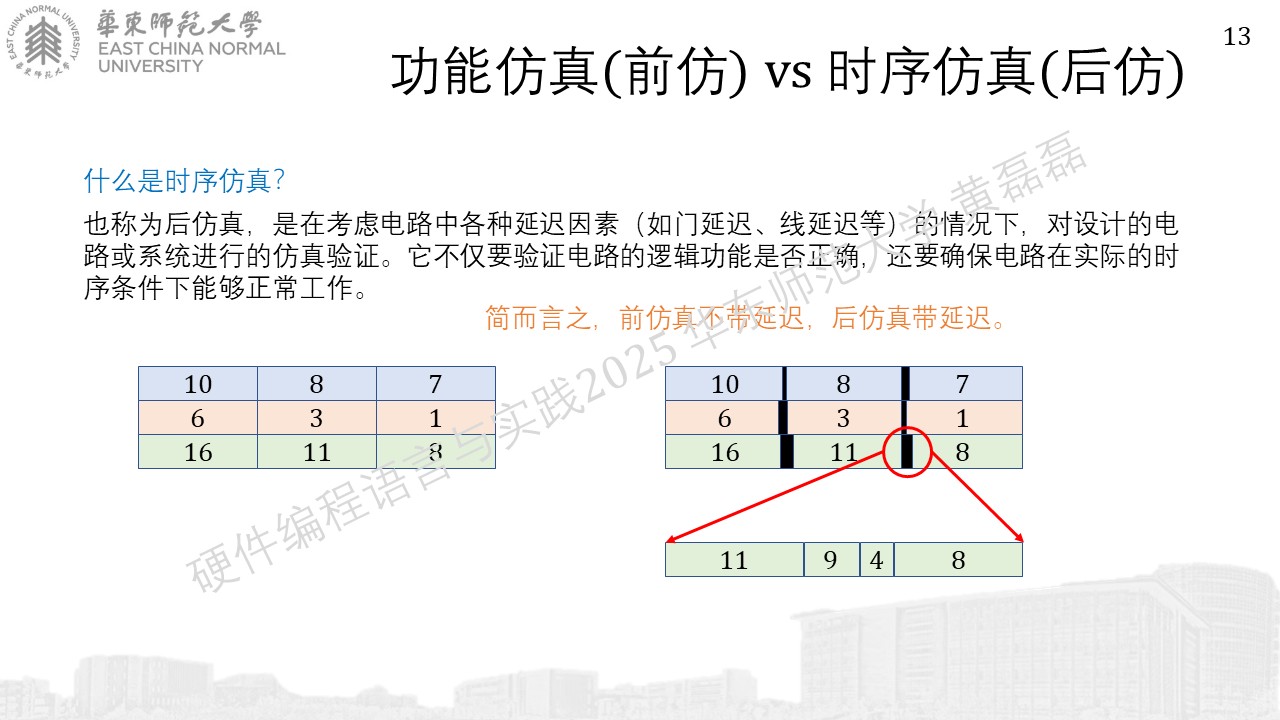 EAST CHINA NORMAL UNIVERSITY
華東師范大學
華東師范大學
EAST CHINA NORMAL
UNIVERSITY
13
功能仿真(前仿) vs 时序仿真(后仿)
什么是时序仿真?
也称为后仿真，是在考虑电路中各种延迟因素（如门延迟、线延迟等）的情况下，对设计的电
路或系统进行的仿真验证。它不仅要验证电路的逻辑功能是否正确，还要确保电路在实际的时
序条件下能够正常工作。
简而言之，前仿真不带延迟，后仿真带延迟。
10 8 7
6 3 1
16 11 8
10 8 7
6 3 1
16 11 8
11 9 4 8
硬件编程语言与实践2025 华东师范大学 黄磊磊